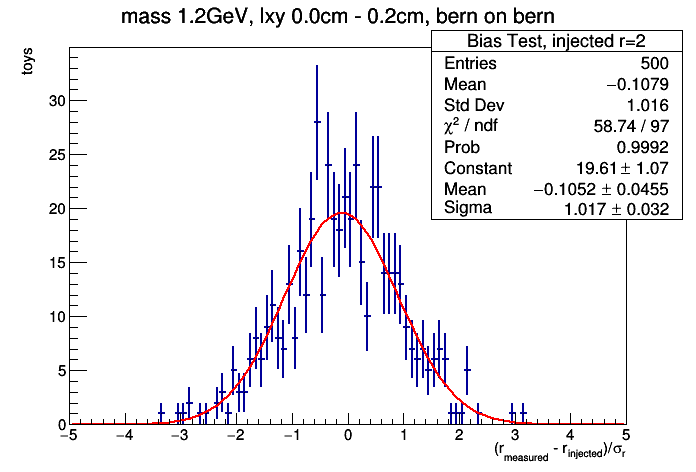 mass 1.2GeV, lxy 0.0cm - 0.2cm, bern on bern
toys
Bias Test, injected r=2
Entries 500
Mean −0.1079
Std Dev 1.016
χ² / ndf 58.74 / 97
Prob 0.9992
Constant 19.61 ± 1.07
Mean −0.1052 ± 0.0455
Sigma 1.017 ± 0.032
30
25
20
15
10
5
0
−5 −4 −3 −2 −1 0 1 2 3 4 5
(r_measured - r_injected)/σ_r